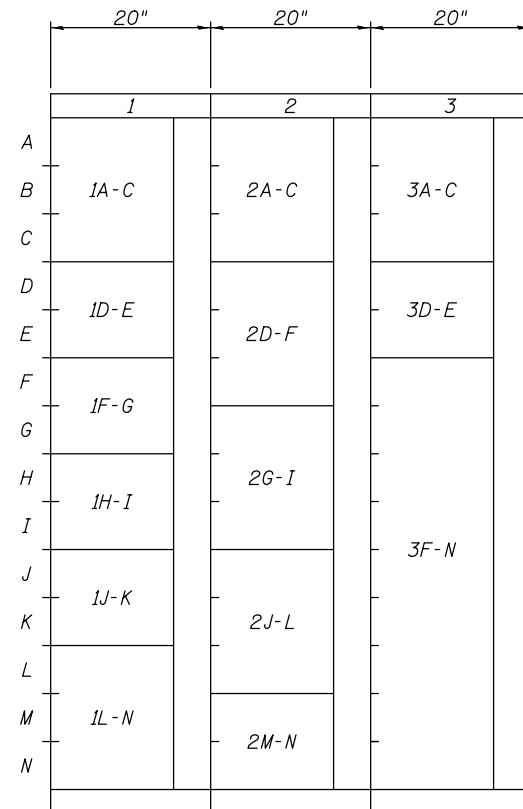 20" 20" 20"
1 2 3
A
B 1A-C 2A-C 3A-C
C
D
1D-E 3D-E
E 2D-F
F
1F-G
G
H 2G-I
1H-I
I
3F-N
J
1J-K
K 2J-L
L
M 1L-N
2M-N
N